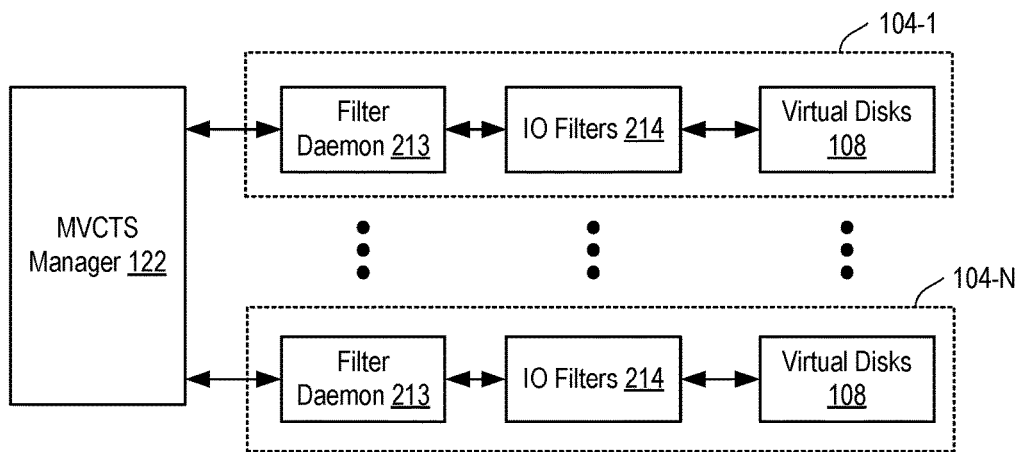 104-1
MVCTS
Manager 122
Filter
Daemon 213
IO Filters 214
Virtual Disks
108
104-N
Filter
Daemon 213
IO Filters 214
Virtual Disks
108